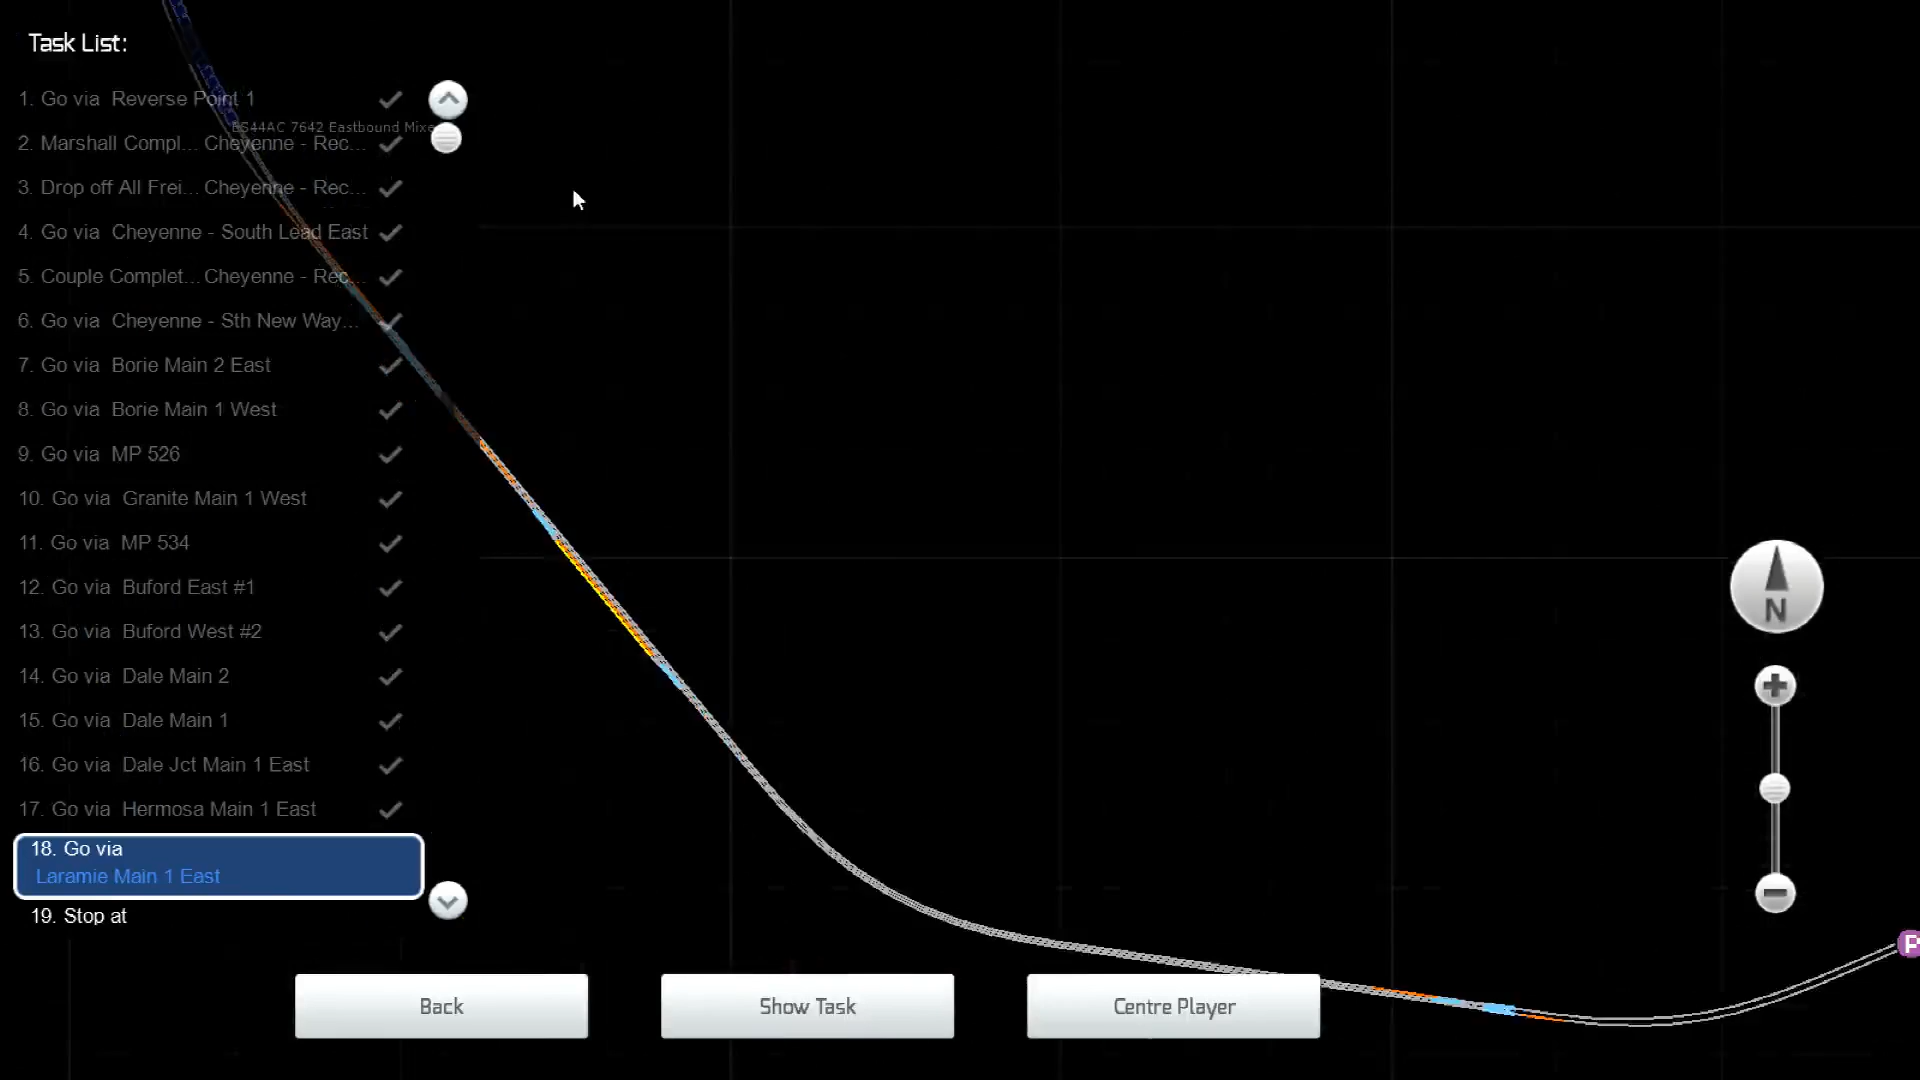 Task List:
1. Go via Reverse Point 1
ES44AC 7642 Eastbound Mixe
2. Marshall Compl... Cheyenne - Rec...
3. Drop off All Frei... Cheyenne - Rec...
4. Go via Cheyenne - South Lead East
5. Couple Complet... Cheyenne - Rec...
6. Go via Cheyenne - Sth New Way...
7. Go via Borie Main 2 East
8. Go via Borie Main 1 West
9. Go via MP 526
10. Go via Granite Main 1 West
11. Go via MP 534
12. Go via Buford East #1
13. Go via Buford West #2
14. Go via Dale Main 2
15. Go via Dale Main 1
16. Go via Dale Jct Main 1 East
17. Go via Hermosa Main 1 East
18. Go via
Laramie Main 1 East
19. Stop at
N
P
Back
Show Task
Centre Player